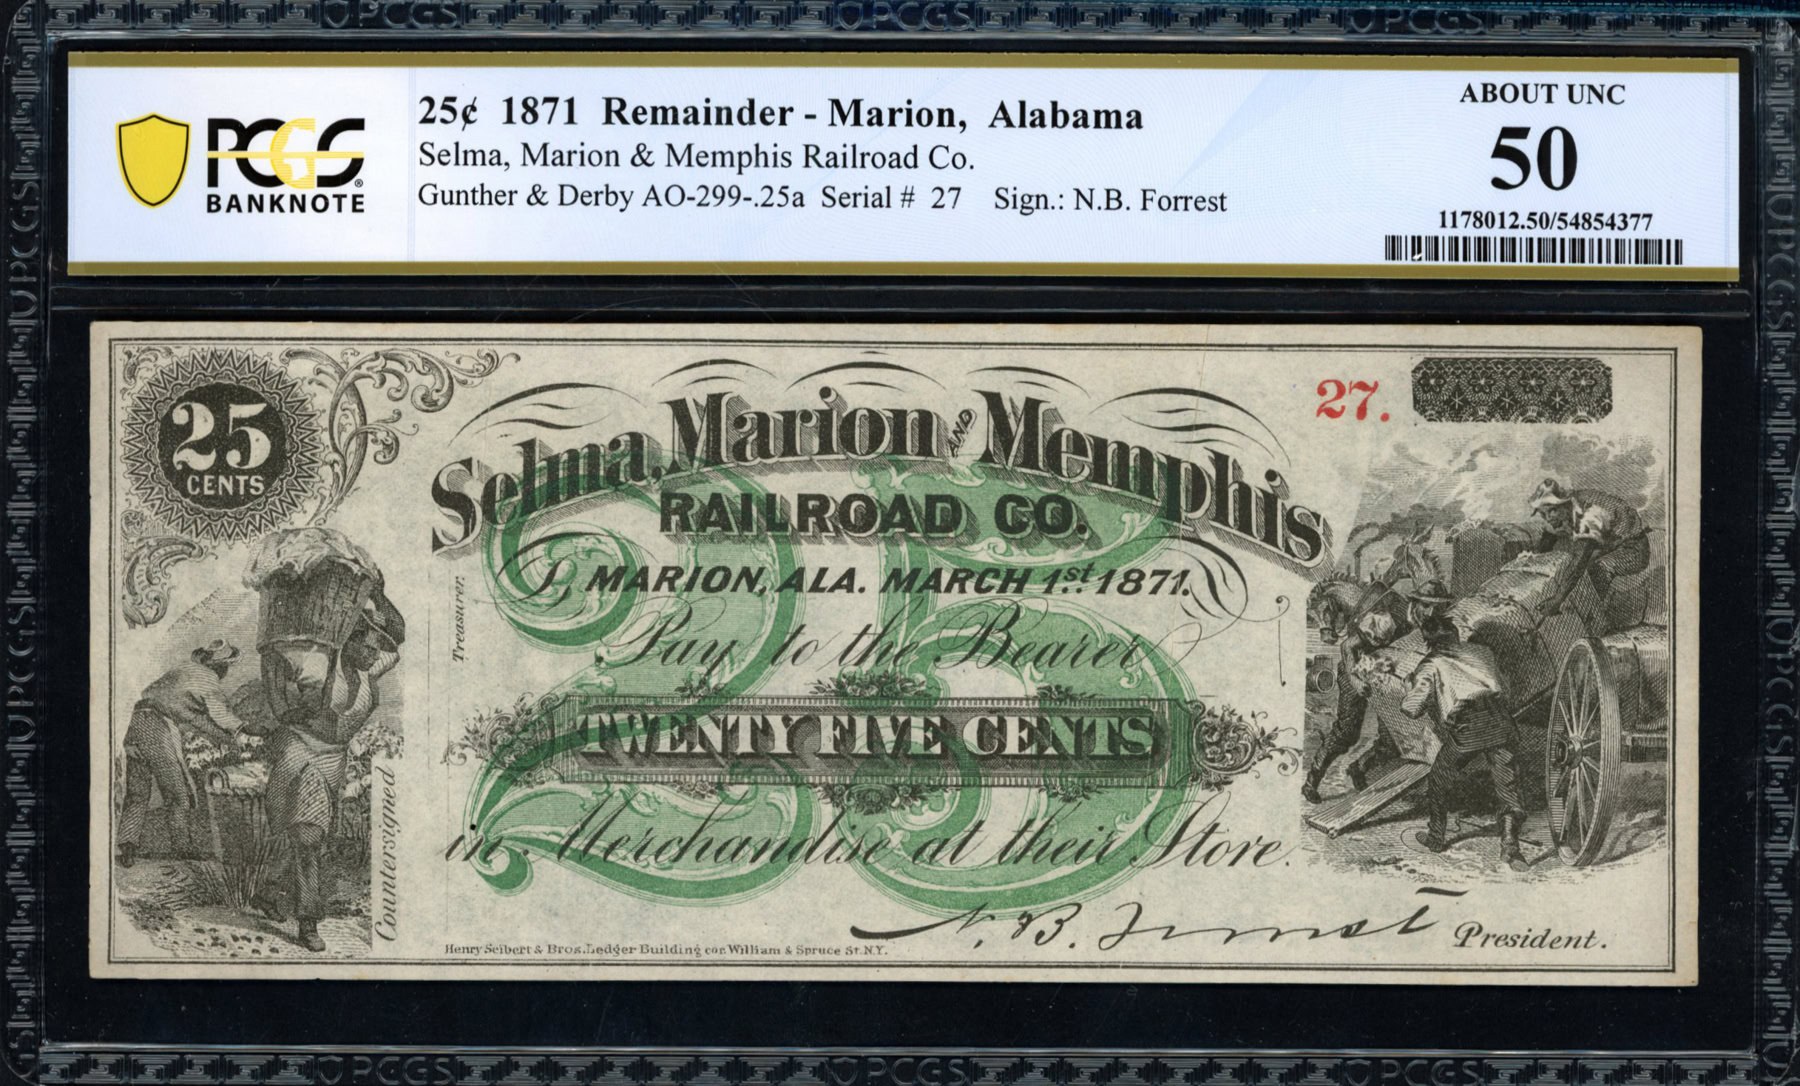 PCGS
BANKNOTE
25¢ 1871 Remainder - Marion, Alabama
Selma, Marion & Memphis Railroad Co.
Gunther & Derby AO-299-.25a Serial # 27 Sign.: N.B. Forrest
ABOUT UNC
50
1178012.50/54854377
25
CENTS
27.
Selma, Marion AND Memphis
RAILROAD CO.
MARION, ALA. MARCH 1st. 1871.
Treasurer.
Pay to the Bearer
TWENTY FIVE CENTS
25
in Merchandise at their Store.
Countersigned
N. B. Forrest President.
Henry Seibert & Bros. Ledger Building cor. William & Spruce St. N.Y.